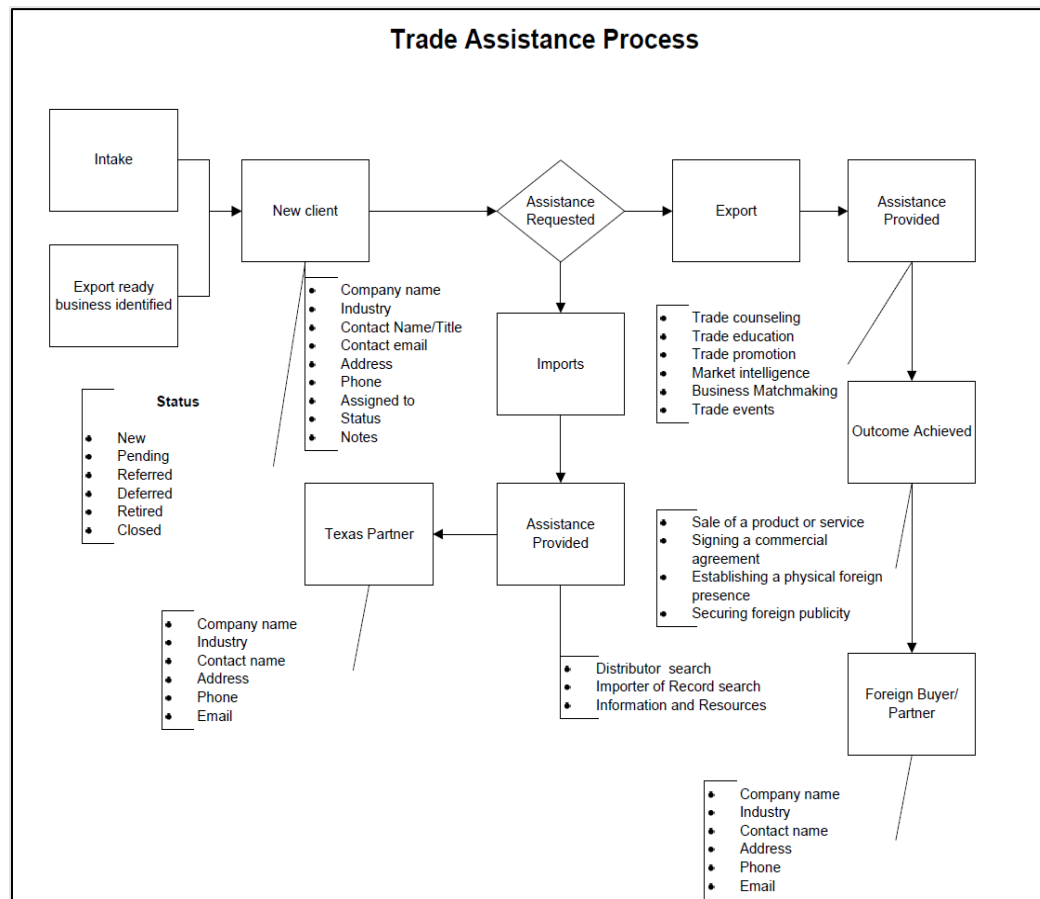 Trade Assistance Process
Intake
New client
Assistance
Requested
Export
Assistance
Provided
Export ready
business identified
Company name
Industry
Contact Name/Title
Contact email
Address
Phone
Assigned to
Status
Notes
Imports
Trade counseling
Trade education
Trade promotion
Market intelligence
Business Matchmaking
Trade events
Status
New
Pending
Referred
Deferred
Retired
Closed
Outcome Achieved
Texas Partner
Assistance
Provided
Sale of a product or service
Signing a commercial
agreement
Establishing a physical foreign
presence
Securing foreign publicity
Company name
Industry
Contact name
Address
Phone
Email
Distributor search
Importer of Record search
Information and Resources
Foreign Buyer/
Partner
Company name
Industry
Contact name
Address
Phone
Email